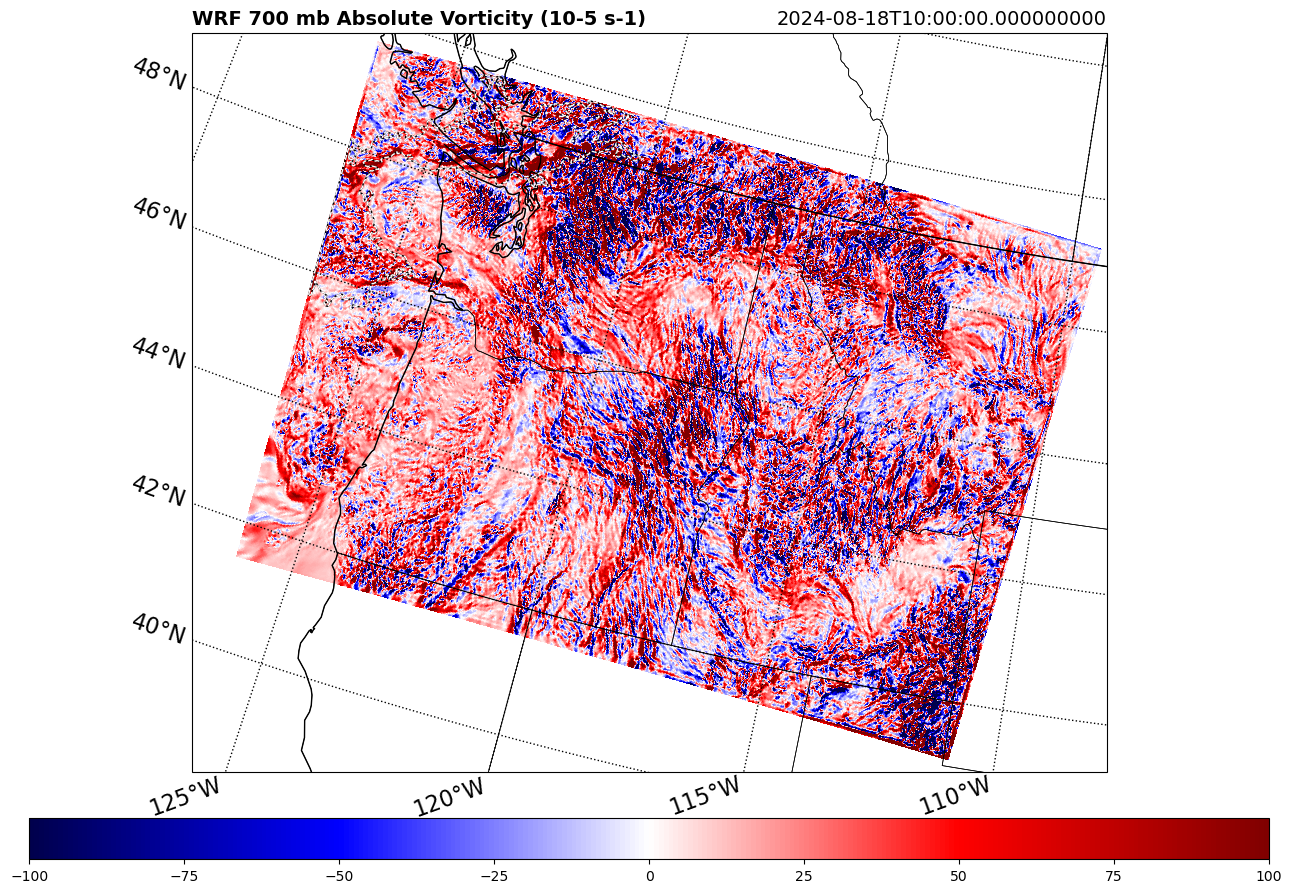 WRF 700 mb Absolute Vorticity (10-5 s-1)
2024-08-18T10:00:00.000000000
48°N
46°N
44°N
42°N
40°N
125°W
120°W
115°W
110°W
−100
−75
−50
−25
0
25
50
75
100